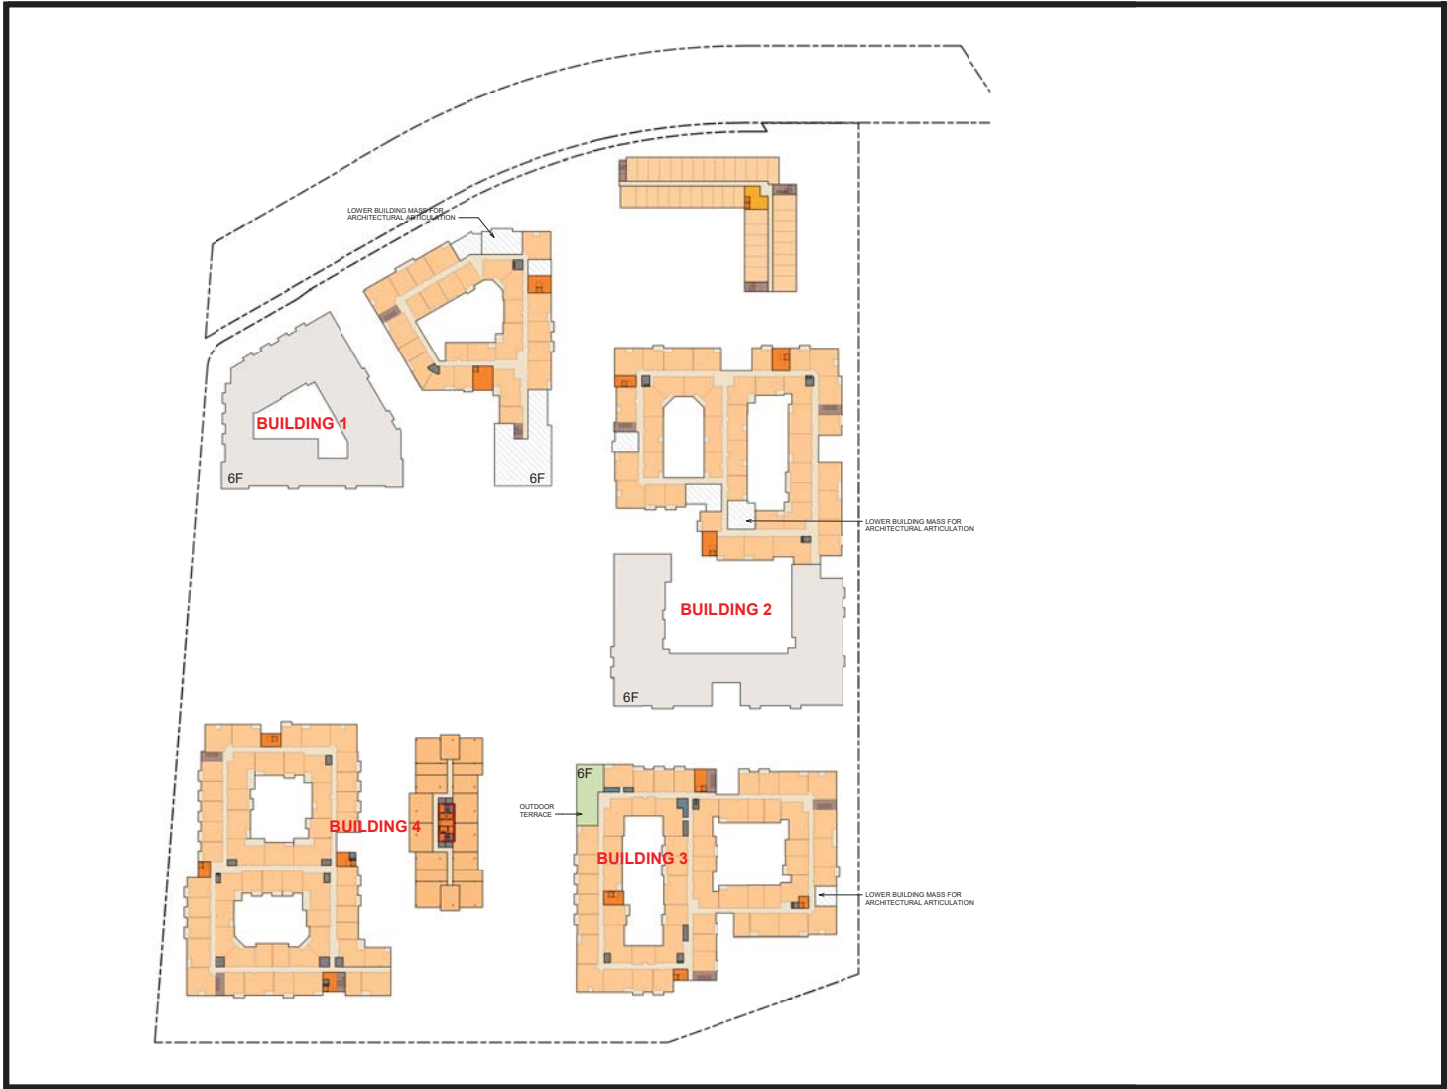 LOWER BUILDING MASS FOR
ARCHITECTURAL ARTICULATION
BUILDING 1
6F
6F
LOWER BUILDING MASS FOR
ARCHITECTURAL ARTICULATION
BUILDING 2
6F
6F
OUTDOOR
TERRACE
BUILDING 4
BUILDING 3
LOWER BUILDING MASS FOR
ARCHITECTURAL ARTICULATION